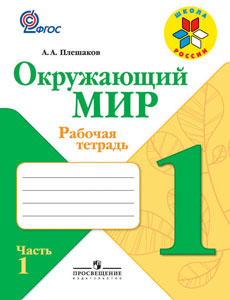 ФГОС
ШКОЛА
РОССИИ
А. А. Плешаков
Окружающий
МИР
Рабочая
тетрадь
1
Часть
1
ПРОСВЕЩЕНИЕ
ИЗДАТЕЛЬСТВО